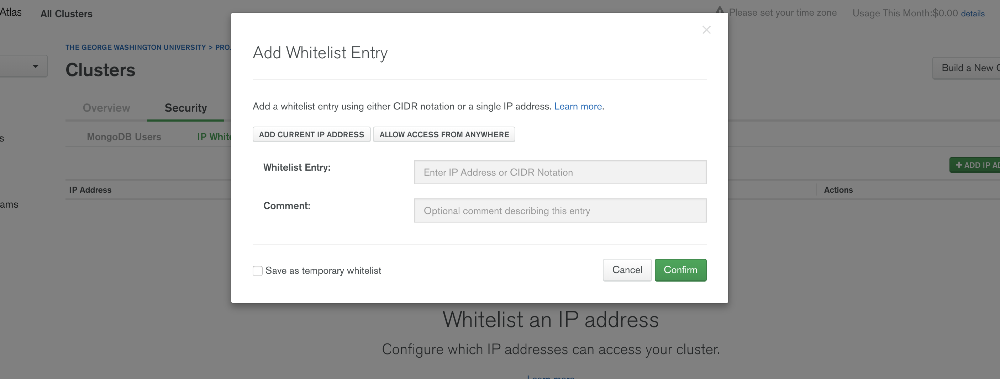 Atlas All Clusters
Please set your time zone Usage This Month:$0.00 details
THE GEORGE WASHINGTON UNIVERSITY > PROJ
Clusters
Build a New C
Overview Security
MongoDB Users IP White
+ ADD IP AD
IP Address Actions
s
ams
×
Add Whitelist Entry
Add a whitelist entry using either CIDR notation or a single IP address. Learn more.
ADD CURRENT IP ADDRESS ALLOW ACCESS FROM ANYWHERE
Whitelist Entry: Enter IP Address or CIDR Notation
Comment: Optional comment describing this entry
Save as temporary whitelist Cancel Confirm
Whitelist an IP address
Configure which IP addresses can access your cluster.
Learn more